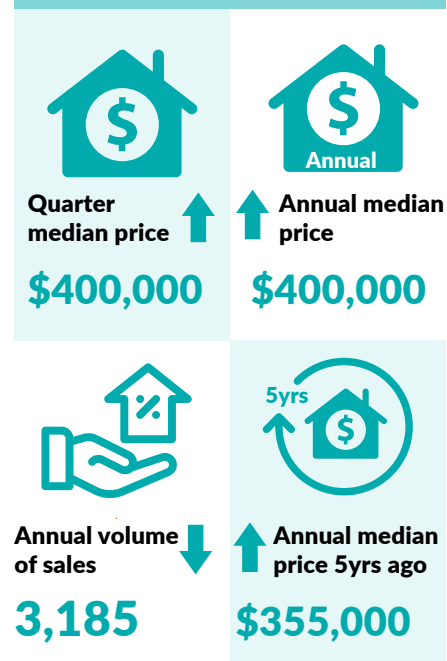 $
Quarter
median price
$400,000
$
Annual
Annual median
price
$400,000
%
Annual volume
of sales
3,185
5yrs
$
Annual median
price 5yrs ago
$355,000